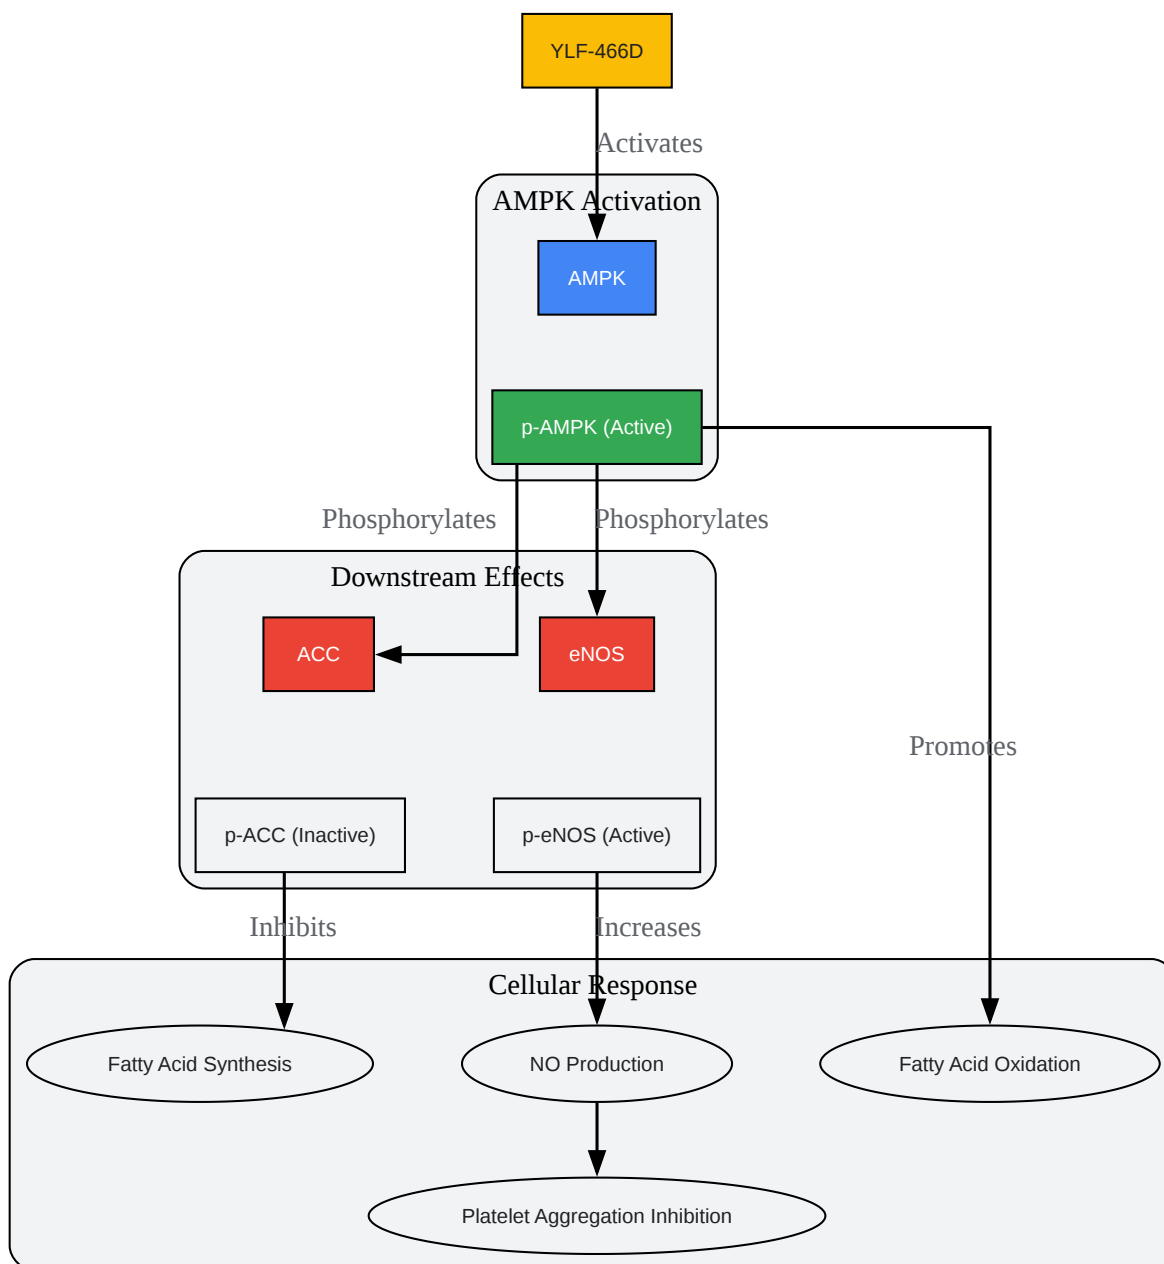 YLF-466D
Activates
AMPK Activation
AMPK
p-AMPK (Active)
Phosphorylates
Phosphorylates
Downstream Effects
ACC
eNOS
Promotes
p-ACC (Inactive)
p-eNOS (Active)
Inhibits
Increases
Cellular Response
Fatty Acid Synthesis
NO Production
Fatty Acid Oxidation
Platelet Aggregation Inhibition